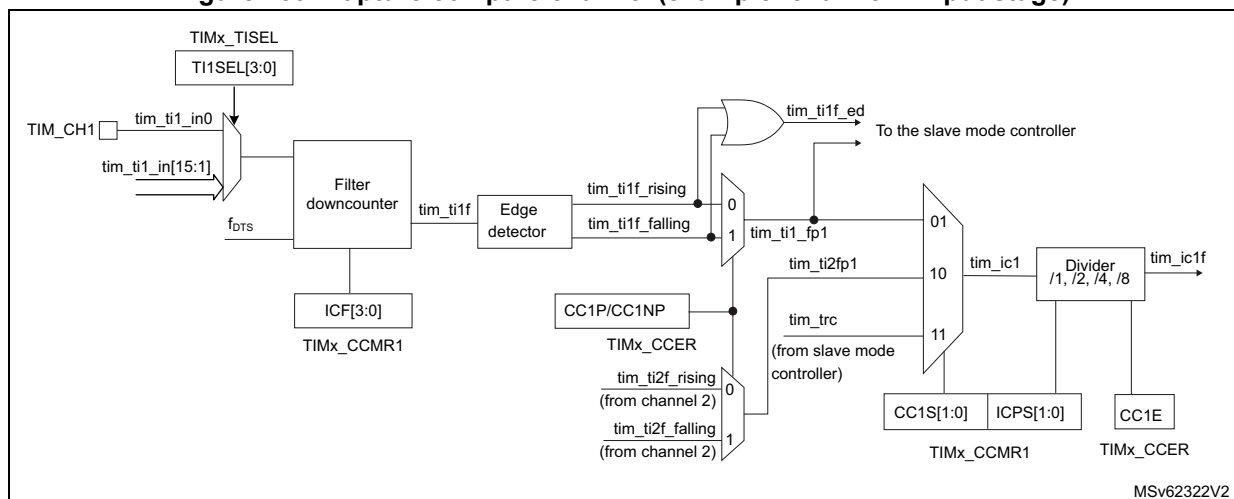 TIMx_TISEL
TI1SEL[3:0]
TIM_CH1
tim_ti1_in0
tim_ti1_in[15:1]
fDTS
Filter
downcounter
ICF[3:0]
TIMx_CCMR1
tim_ti1f
Edge
detector
tim_ti1f_rising
tim_ti1f_falling
tim_ti1f_ed
To the slave mode controller
0
1
tim_ti1_fp1
CC1P/CC1NP
TIMx_CCER
tim_ti2f_rising
(from channel 2)
tim_ti2f_falling
(from channel 2)
0
1
tim_ti2fp1
tim_trc
(from slave mode
controller)
01
10
11
tim_ic1
Divider
/1, /2, /4, /8
tim_ic1f
CC1S[1:0]
ICPS[1:0]
TIMx_CCMR1
CC1E
TIMx_CCER
MSv62322V2